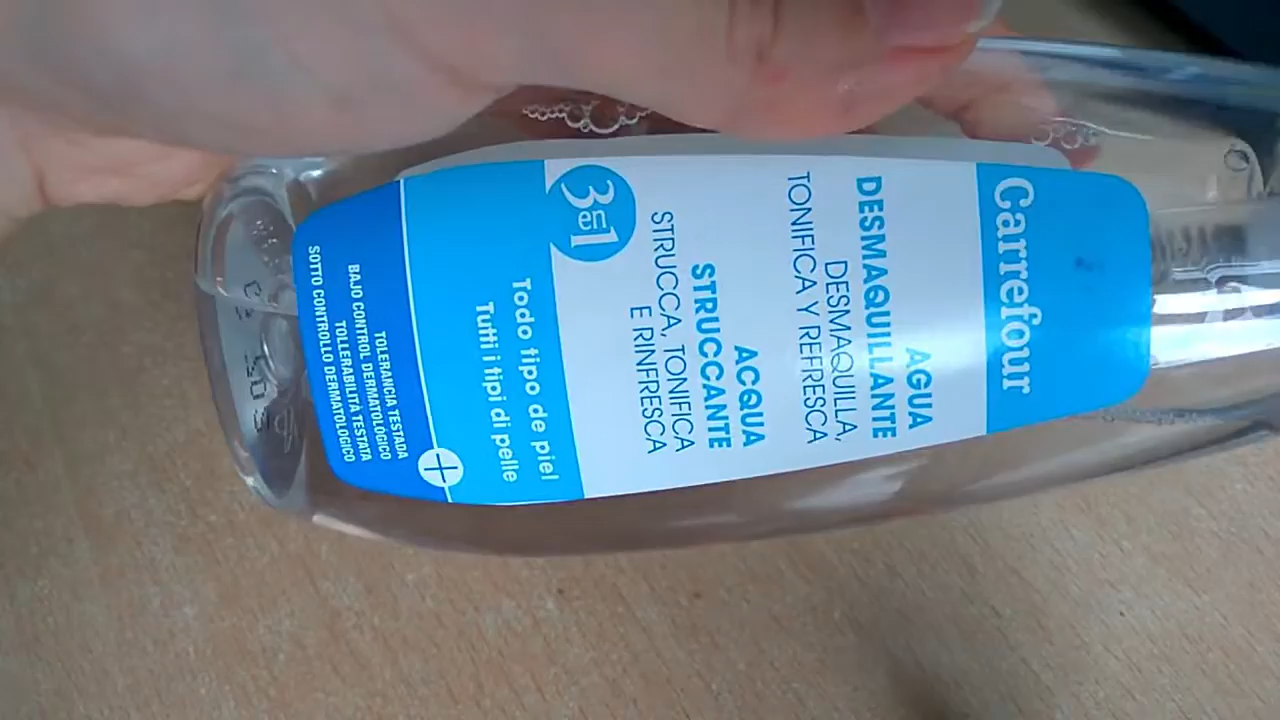 Carrefour
AGUA
DESMAQUILLANTE
DESMAQUILLA,
TONIFICA Y REFRESCA
ACQUA
STRUCCANTE
STRUCCA, TONIFICA
E RINFRESCA
3 en 1
Todo tipo de piel
Tutti i tipi di pelle
TOLERANCIA TESTADA
BAJO CONTROL DERMATOLÓGICO
TOLLERABILITÀ TESTATA
SOTTO CONTROLLO DERMATOLOGICO